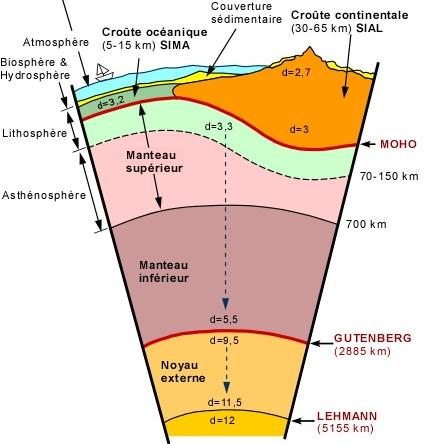 Couverture
sédimentaire
Croûte continentale
(30-65 km) SIAL
Croûte océanique
(5-15 km) SIMA
Atmosphère
Biosphère &
Hydrosphère
d=2,7
d=3,2
d=3,3
d=3
Lithosphère
MOHO
Manteau
supérieur
70-150 km
Asthénosphère
700 km
Manteau
inférieur
d=5,5
d=9,5
GUTENBERG
(2885 km)
Noyau
externe
d=11,5
d=12
LEHMANN
(5155 km)